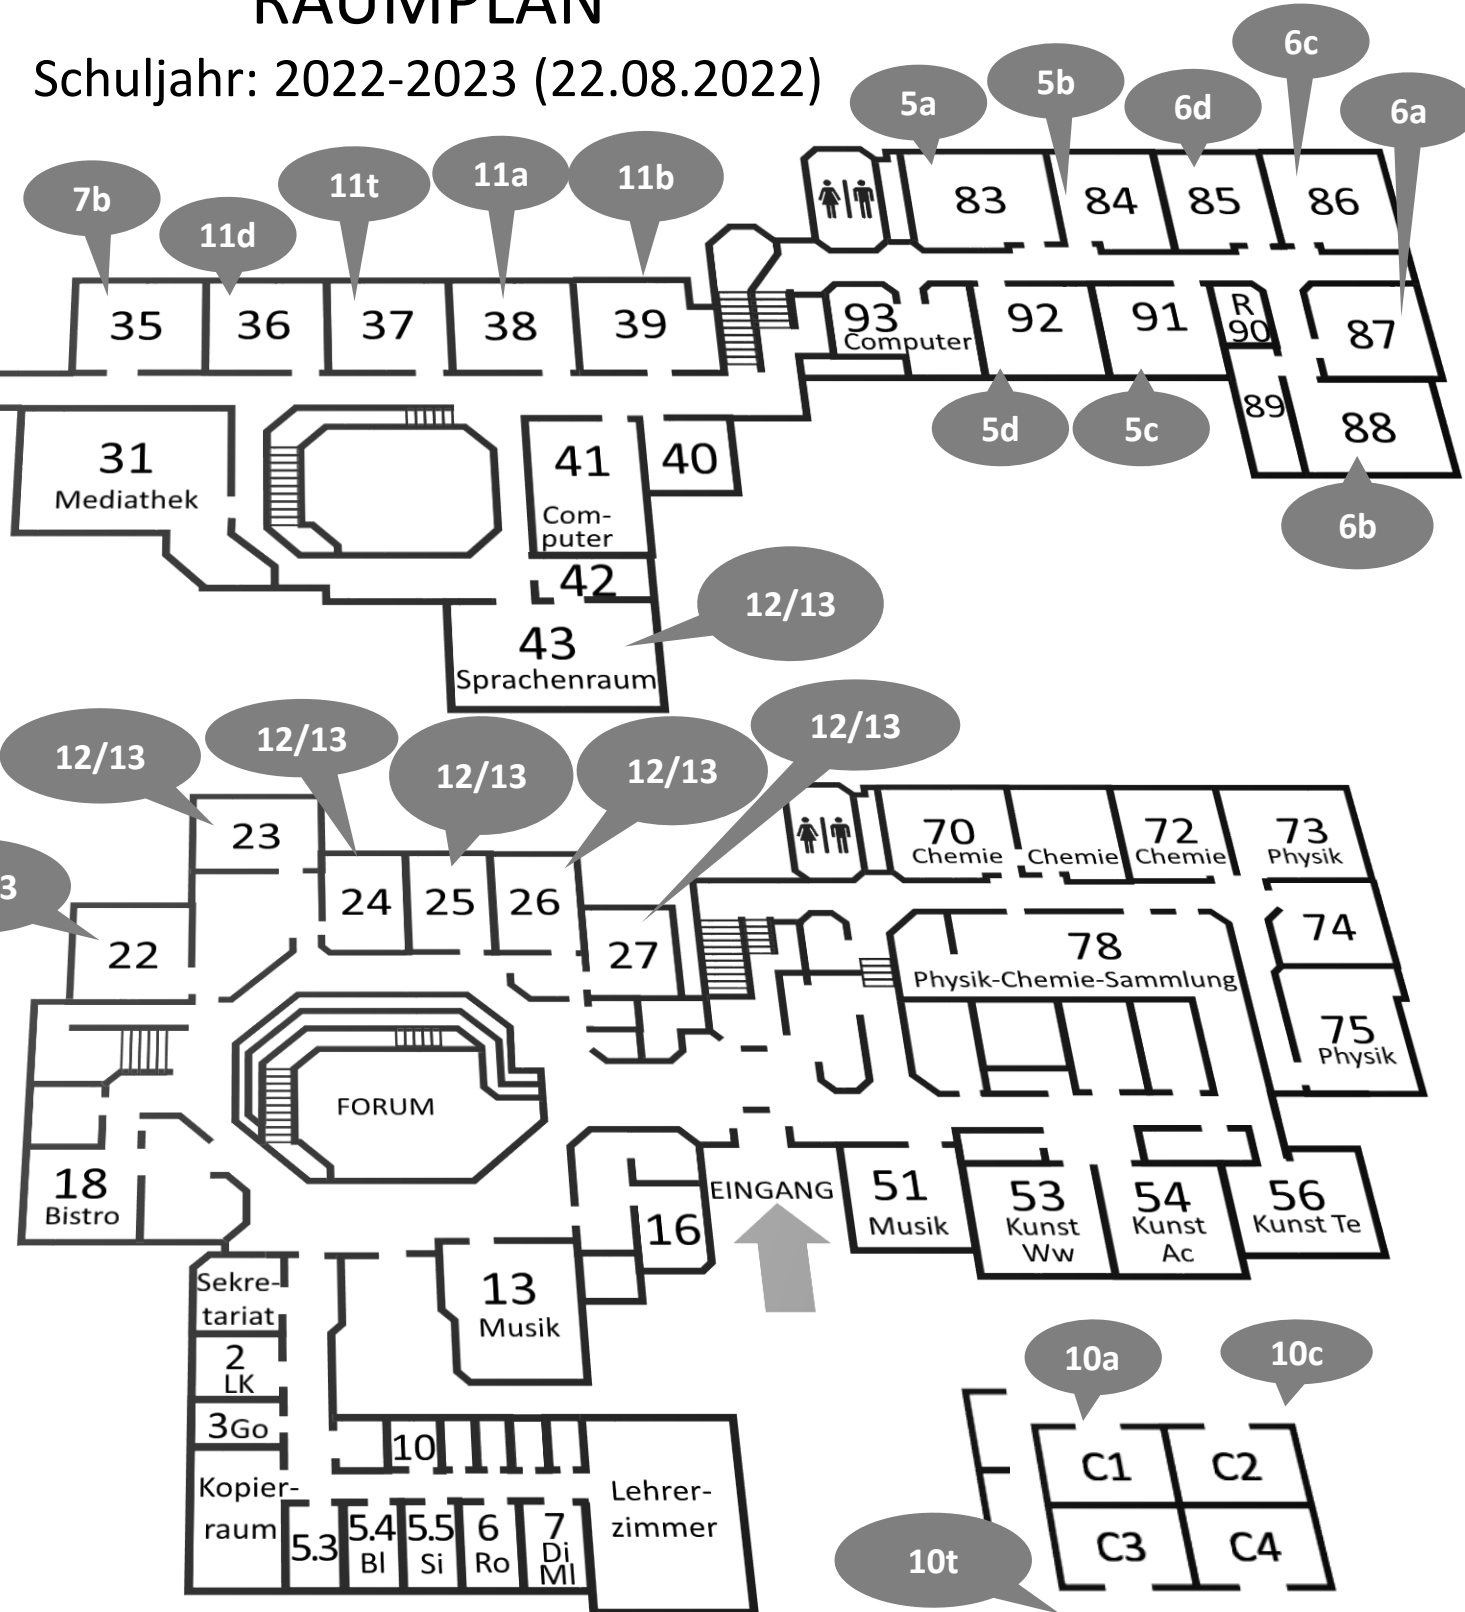 RAUMPLAN
Schuljahr: 2022-2023 (22.08.2022)
6c
5a
5b
6d
6a
7b
11d
11t
11a
11b
83
84
85
86
35
36
37
38
39
93
Computer
92
91
R
90
87
89
88
5d
5c
6b
31
Mediathek
41
Com-
puter
40
42
43
Sprachenraum
12/13
12/13
12/13
12/13
12/13
12/13
3
23
22
24
25
26
27
70
Chemie
Chemie
72
Chemie
73
Physik
74
78
Physik-Chemie-Sammlung
75
Physik
FORUM
18
Bistro
16
EINGANG
51
Musik
53
Kunst
Ww
54
Kunst
Ac
56
Kunst Te
Sekre-
tariat
13
Musik
2
LK
3Go
10
Kopier-
raum
5.3
5.4
Bl
5.5
Si
6
Ro
7
Di
Ml
Lehrer-
zimmer
10a
10c
C1
C2
C3
C4
10t